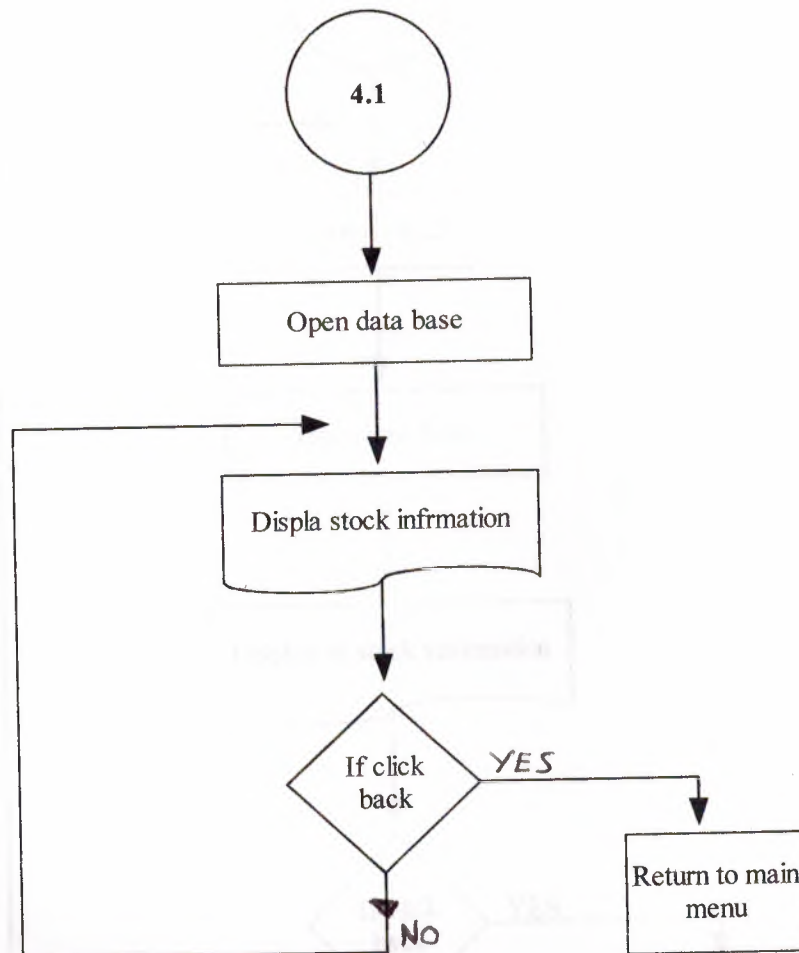 4.1
Open data base
Displa stock infrmation
If click
back
YES
Return to main
menu
NO